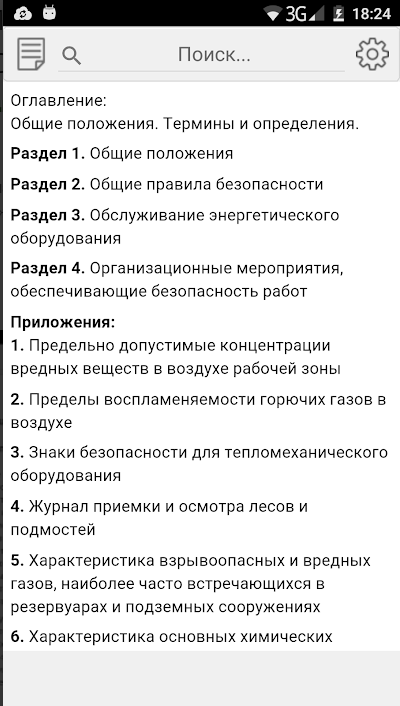 3G 18:24
Поиск...
Оглавление:
Общие положения. Термины и определения.
Раздел 1. Общие положения
Раздел 2. Общие правила безопасности
Раздел 3. Обслуживание энергетического
оборудования
Раздел 4. Организационные мероприятия,
обеспечивающие безопасность работ
Приложения:
1. Предельно допустимые концентрации
вредных веществ в воздухе рабочей зоны
2. Пределы воспламеняемости горючих газов в
воздухе
3. Знаки безопасности для тепломеханического
оборудования
4. Журнал приемки и осмотра лесов и
подмостей
5. Характеристика взрывоопасных и вредных
газов, наиболее часто встречающихся в
резервуарах и подземных сооружениях
6. Характеристика основных химических